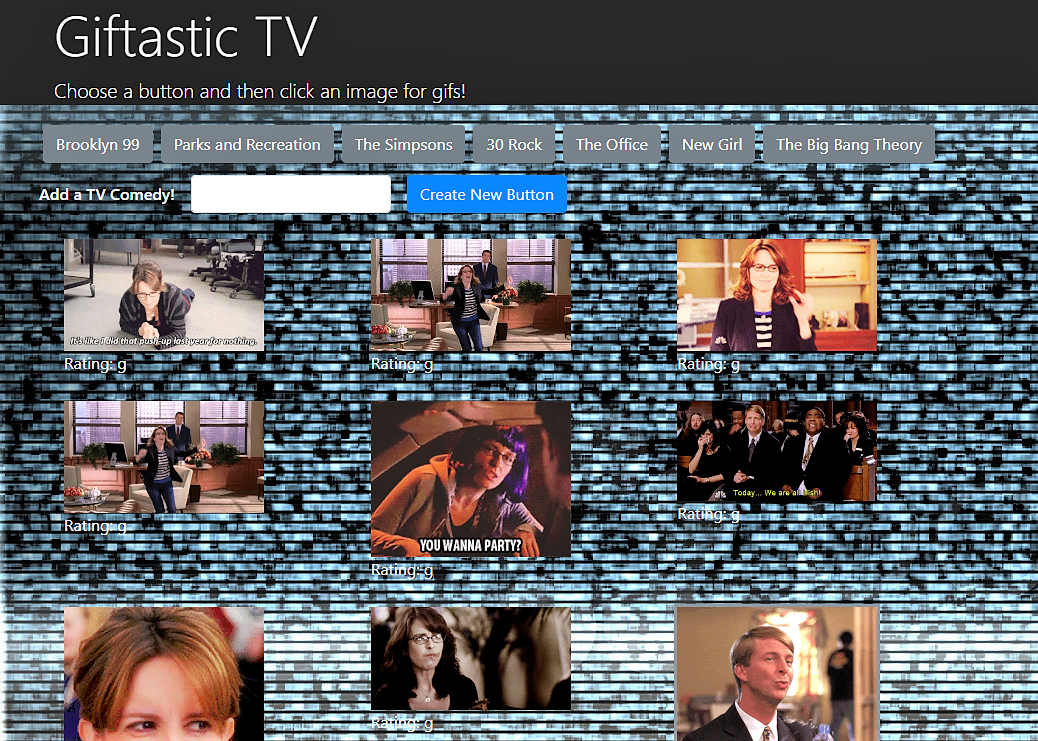 Giftastic TV
Choose a button and then click an image for gifs!
Brooklyn 99 Parks and Recreation The Simpsons 30 Rock The Office New Girl The Big Bang Theory
Add a TV Comedy! Create New Button
It's like I did that push-up last year for nothing.
Rating: g Rating: g Rating: g
YOU WANNA PARTY?
Today... We are all Irish!
Rating: g Rating: g Rating: g
Rating: g